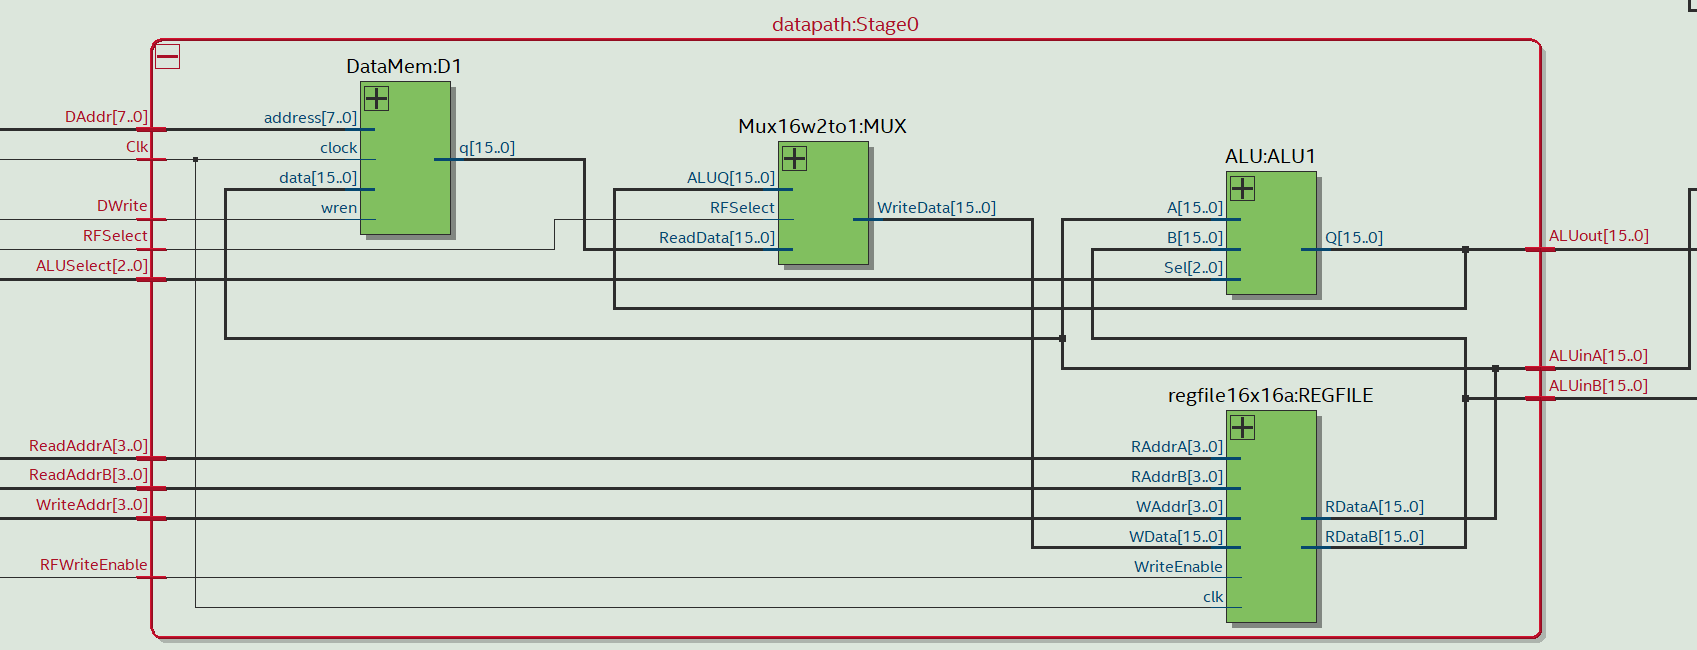 datapath:Stage0
DataMem:D1
DAddr[7..0]
address[7..0]
Clk
clock
q[15..0]
data[15..0]
DWrite
wren
RFSelect
ALUSelect[2..0]
Mux16w2to1:MUX
ALUQ[15..0]
RFSelect
WriteData[15..0]
ReadData[15..0]
ALU:ALU1
A[15..0]
B[15..0]
Q[15..0]
Sel[2..0]
ALUout[15..0]
ALUinA[15..0]
ALUinB[15..0]
regfile16x16a:REGFILE
ReadAddrA[3..0]
RAddrA[3..0]
ReadAddrB[3..0]
RAddrB[3..0]
WriteAddr[3..0]
WAddr[3..0]
RDataA[15..0]
WData[15..0]
RDataB[15..0]
RFWriteEnable
WriteEnable
clk